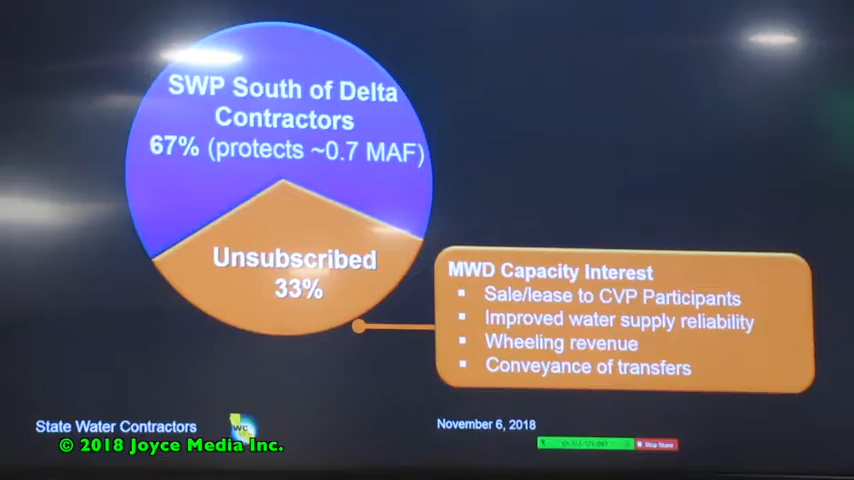 SWP South of Delta
Contractors
67% (protects ~0.7 MAF)
Unsubscribed
33%
MWD Capacity Interest
▪ Sale/lease to CVP Participants
▪ Improved water supply reliability
▪ Wheeling revenue
▪ Conveyance of transfers
State Water Contractors
WC
November 6, 2018
Stop Share
© 2018 Joyce Media Inc.